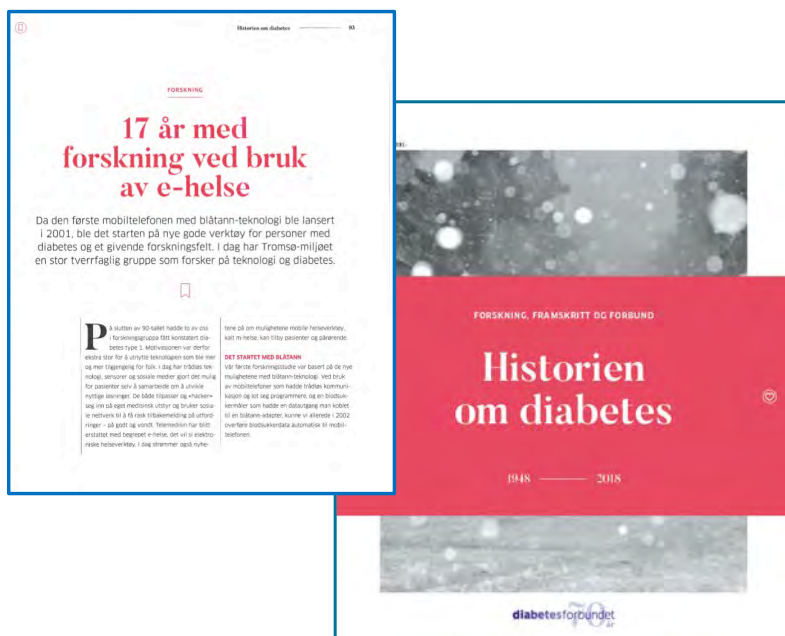 Historien om diabetes 93
FORSKNING
17 år med
forskning ved bruk
av e-helse
Da den første mobiltelefonen med blåtann-teknologi ble lansert
i 2001, ble det starten på nye gode verktøy for personer med
diabetes og et givende forskningsfelt. I dag har Tromsø-miljøet
en stor tverrfaglig gruppe som forsker på teknologi og diabetes.
På slutten av 90-tallet hadde to av oss
i forskningsgruppa fått konstatert dia-
betes type 1. Motivasjonen var derfor
ekstra stor for å utnytte teknologien som ble mer
og mer tilgjengelig for folk. I dag har trådløs tek-
nologi, sensorer og sosiale medier gjort det mulig
for pasienter selv å samarbeide om å utvikle
nyttige løsninger. De både tilpasser og «hacker»
seg inn på eget medisinsk utstyr og bruker sosia-
le nettverk til å få rask tilbakemelding på utford-
ringer – på godt og vondt. Telemedisin har blitt
erstattet med begrepet e-helse, det vil si elektro-
niske helseverktøy. I dag strømmer også nyhe-
tene på om mulighetene mobile helseverktøy,
kalt m-helse, kan tilby pasienter og pårørende.
DET STARTET MED BLÅTANN
Vår første forskningsstudie var basert på de nye
mulighetene med blåtann-teknologi. Ved bruk
av mobiltelefoner som hadde trådløs kommuni-
kasjon og lot seg programmere, og en blodsuk-
kermåler som hadde en datautgang man koblet
til en blåtann-adapter, kunne vi allerede i 2002
overføre blodsukkerdata automatisk til mobil-
telefonen.
FORSKNING, FRAMSKRITT OG FORBUND
Historien
om diabetes
1948 2018
diabetesforbundet
70 år